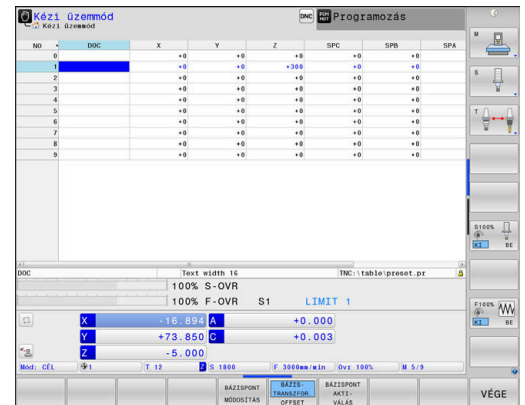 Kézi üzemmód
Kézi üzemmód
DNC
Programozás
NO DOC X Y Z SPC SPB SPA
0 +0 +0 +0 +0 +0
1 +0 +0 +300 +0 +0
2 +0 +0 +0 +0 +0
3 +0 +0 +0 +0 +0
4 +0 +0 +0 +0 +0
5 +0 +0 +0 +0 +0
6 +0 +0 +0 +0 +0
7 +0 +0 +0 +0 +0
8 +0 +0 +0 +0 +0
9 +0 +0 +0 +0 +0
M
S
T
S100%
KI BE
F100%
KI BE
DOC Text width 16 TNC:\table\preset.pr
100% S-OVR
100% F-OVR S1 LIMIT 1
X -16.894 A +0.000
Y +73.850 C +0.003
Z -5.000
Mód: CÉL 1 T 12 Z S 1800 F 3000mm/min Ovr 100% M 5/9
BÁZISPONT MÓDOSÍTÁS
BÁZIS-TRANSZFOR. OFFSET
BÁZISPONT AKTI-VÁLÁS
VÉGE